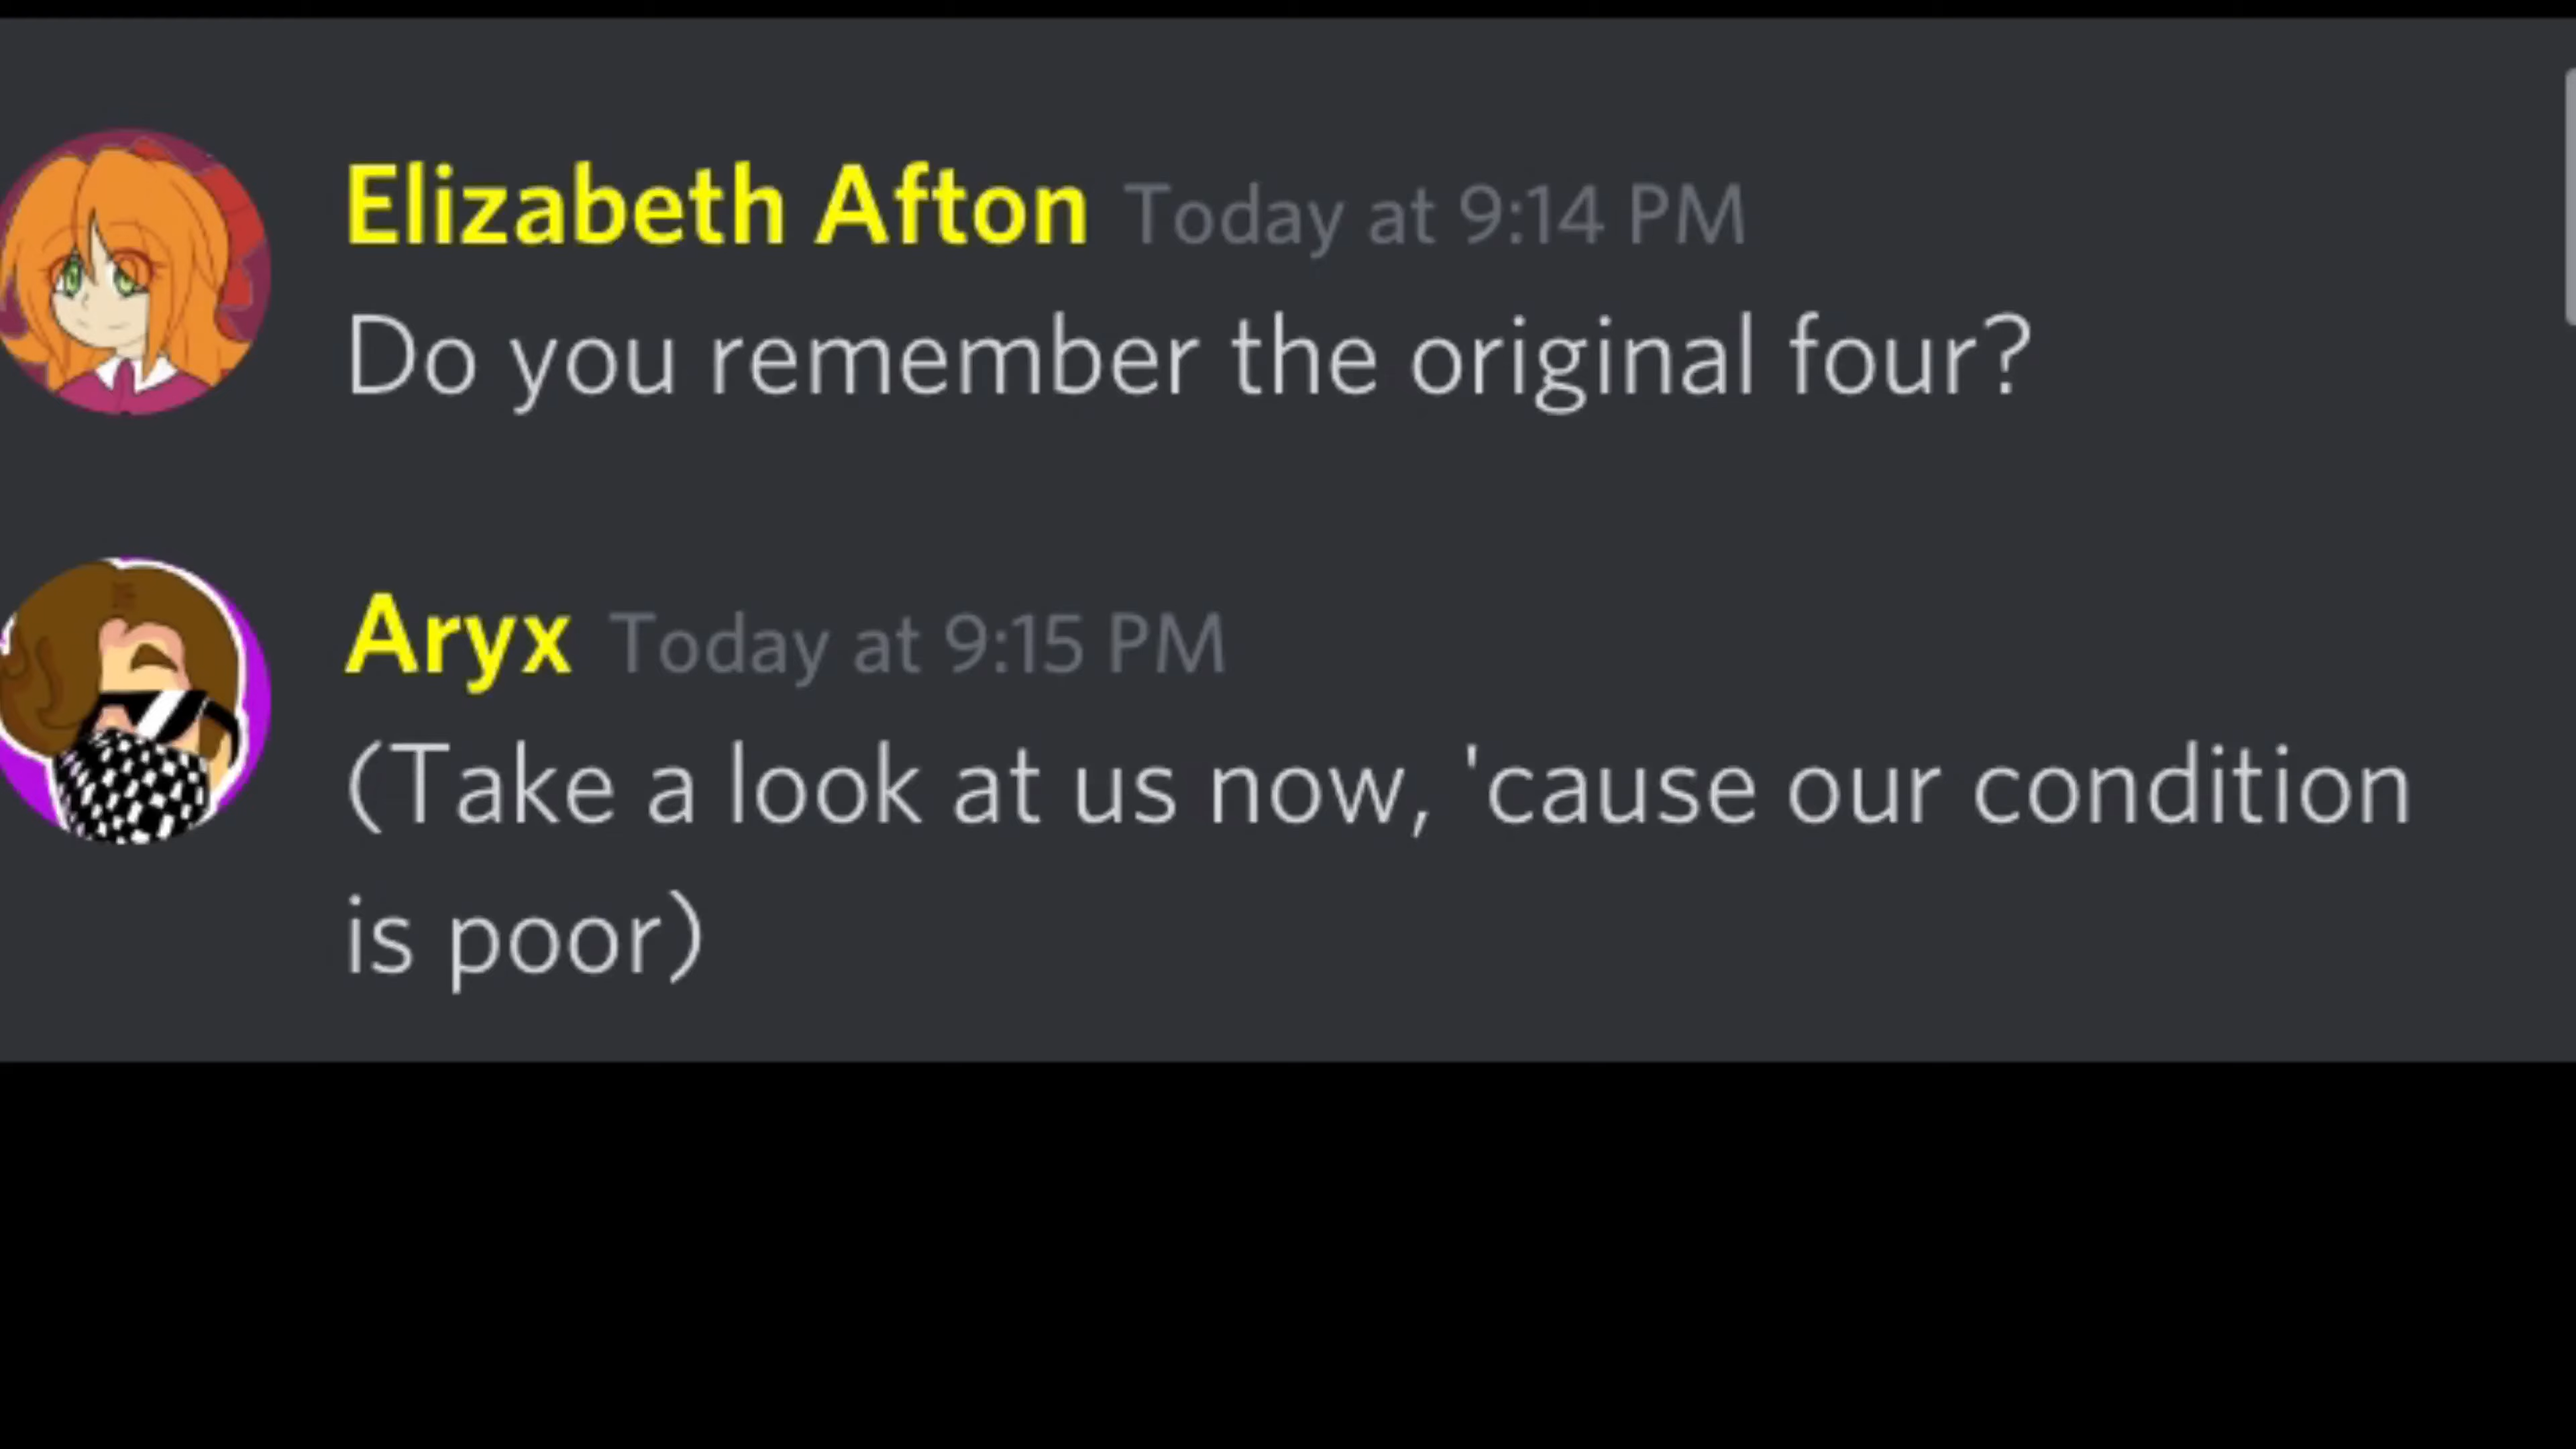 Elizabeth Afton Today at 9:14 PM
Do you remember the original four?
Aryx Today at 9:15 PM
(Take a look at us now, 'cause our condition
is poor)